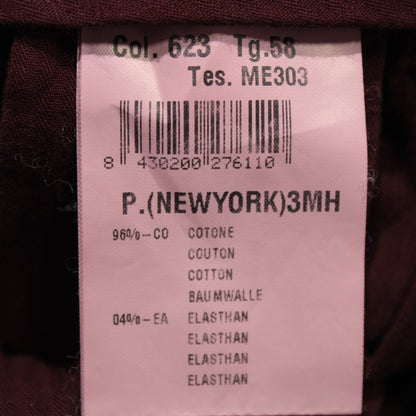 Col. 623 Tg.58
Tes. ME303
8 430200 276110
P.(NEWYORK)3MH
96%-CO COTONE
COUTON
COTTON
BAUMWALLE
04%-EA ELASTHAN
ELASTHAN
ELASTHAN
ELASTHAN